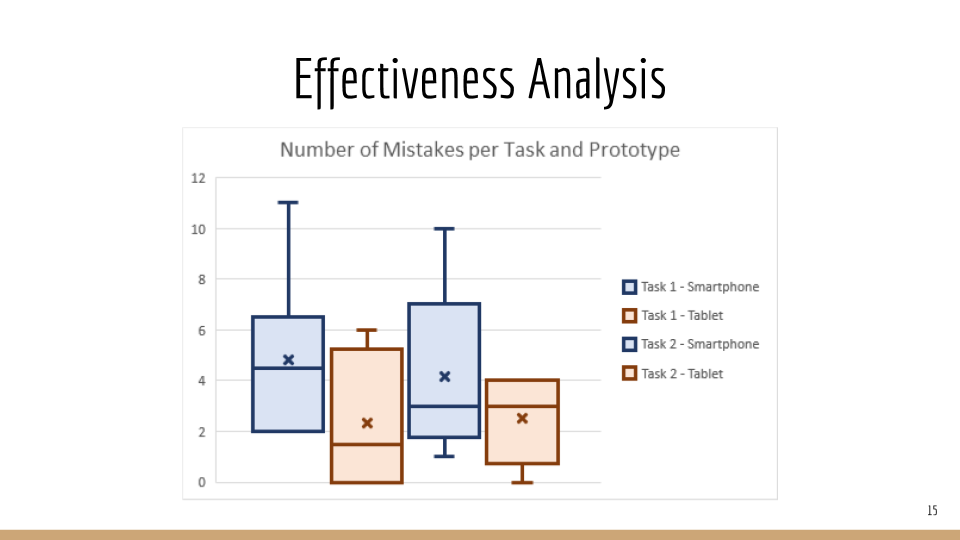 Effectiveness Analysis
Number of Mistakes per Task and Prototype
12
10
8
6
4
2
0
Task 1 - Smartphone
Task 1 - Tablet
Task 2 - Smartphone
Task 2 - Tablet
15